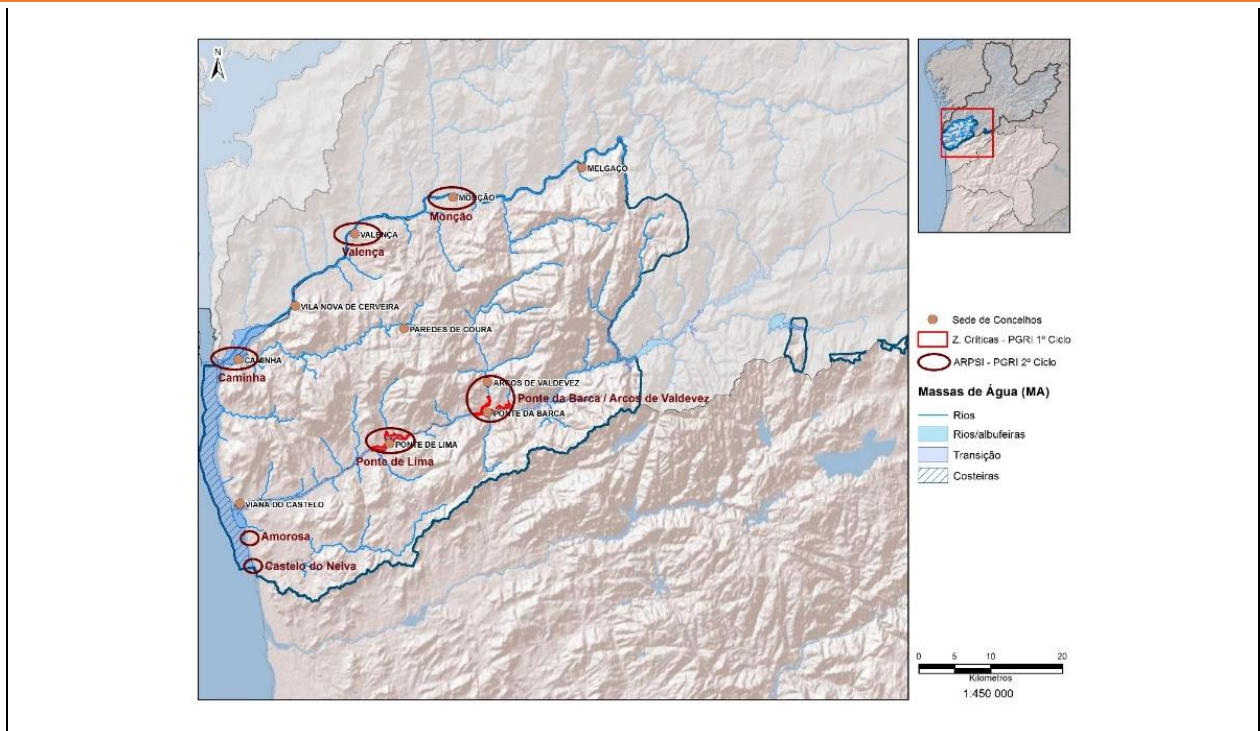 N
MELGAÇO
MONÇÃO
Monção
VALENÇA
Valença
VILA NOVA DE CERVEIRA
PAREDES DE COURA
CAMINHA
Caminha
ARCOS DE VALDEVEZ
Ponte da Barca / Arcos de Valdevez
PONTE DA BARCA
PONTE DE LIMA
Ponte de Lima
VIANA DO CASTELO
Amorosa
Castelo do Neiva
Sede de Concelhos
Z. Críticas - PGRI 1º Ciclo
ARPSI - PGRI 2º Ciclo
Massas de Água (MA)
Rios
Rios/albufeiras
Transição
Costeiras
0 5 10 20
Kilometros
1:450 000